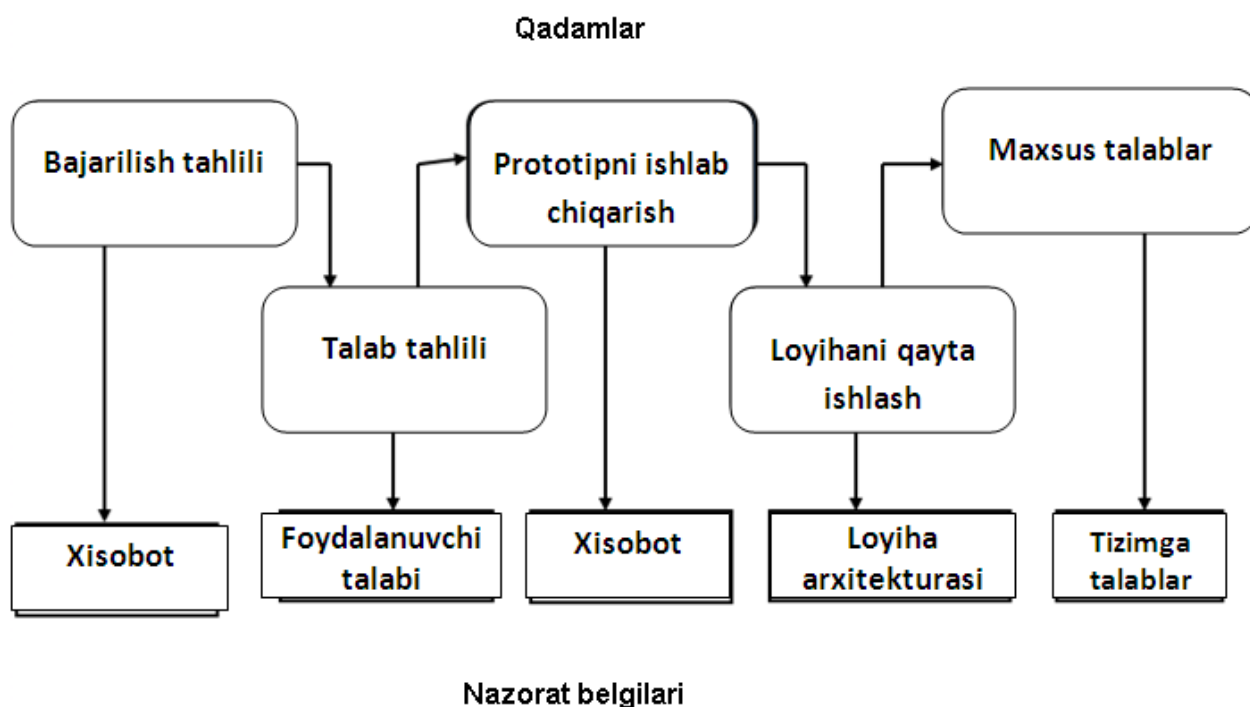 Qadamlar
Bajarilish tahlili
Prototipni ishlab
chiqarish
Maxsus talablar
Talab tahlili
Loyihani qayta
ishlash
Xisobot
Foydalanuvchi
talabi
Xisobot
Loyiha
arxitekturasi
Tizimga
talablar
Nazorat belgilari